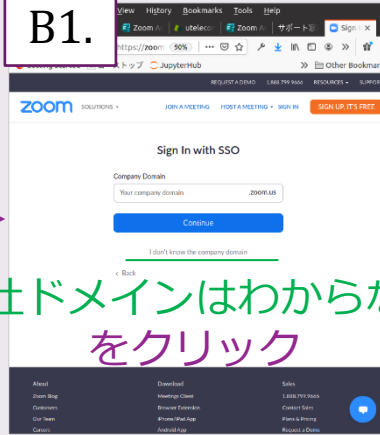 B1.
View History Bookmarks Tools Help
Zoom utelecon Zoom サポート Sign
https://zoom 50%
トップ JupyterHub Other Bookmar
REQUEST A DEMO 1.888.799.9666 RESOURCES SUPPORT
zoom SOLUTIONS JOIN A MEETING HOST A MEETING SIGN IN SIGN UP, IT'S FREE
Sign In with SSO
Company Domain
Your company domain .zoom.us
Continue
I don't know the company domain
< Back
社ドメインはわからな
をクリック
About Download Sales
Zoom Blog Meetings Client 1.888.799.9666
Customers Browser Extension Contact Sales
Our Team iPhone/iPad App Plans & Pricing
Careers Android App Request a Demo